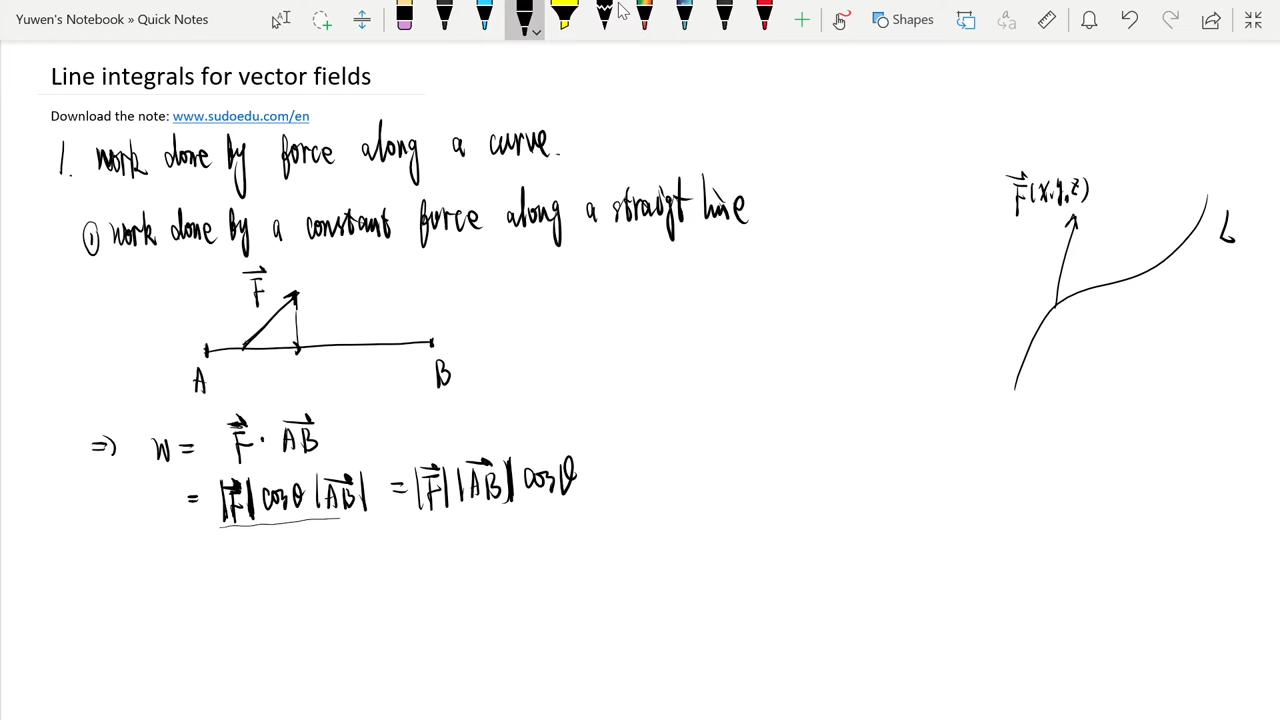 Yuwen's Notebook » Quick Notes
Shapes
Line integrals for vector fields
Download the note: www.sudoedu.com/en
1. work done by force along a curve.
① work done by a constant force along a straigt line
F⃗(x,y,z)
L
F⃗
A
B
⇒ W = F⃗ · AB⃗
= |F⃗| cosθ |AB⃗| = |F⃗| |AB⃗| cosθ